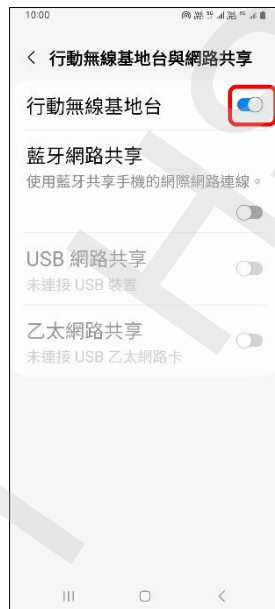 10:00
行動無線基地台與網路共享
行動無線基地台
藍牙網路共享
使用藍牙共享手機的網際網路連線。
USB 網路共享
未連接 USB 裝置
乙太網路共享
未連接 USB 乙太網路卡